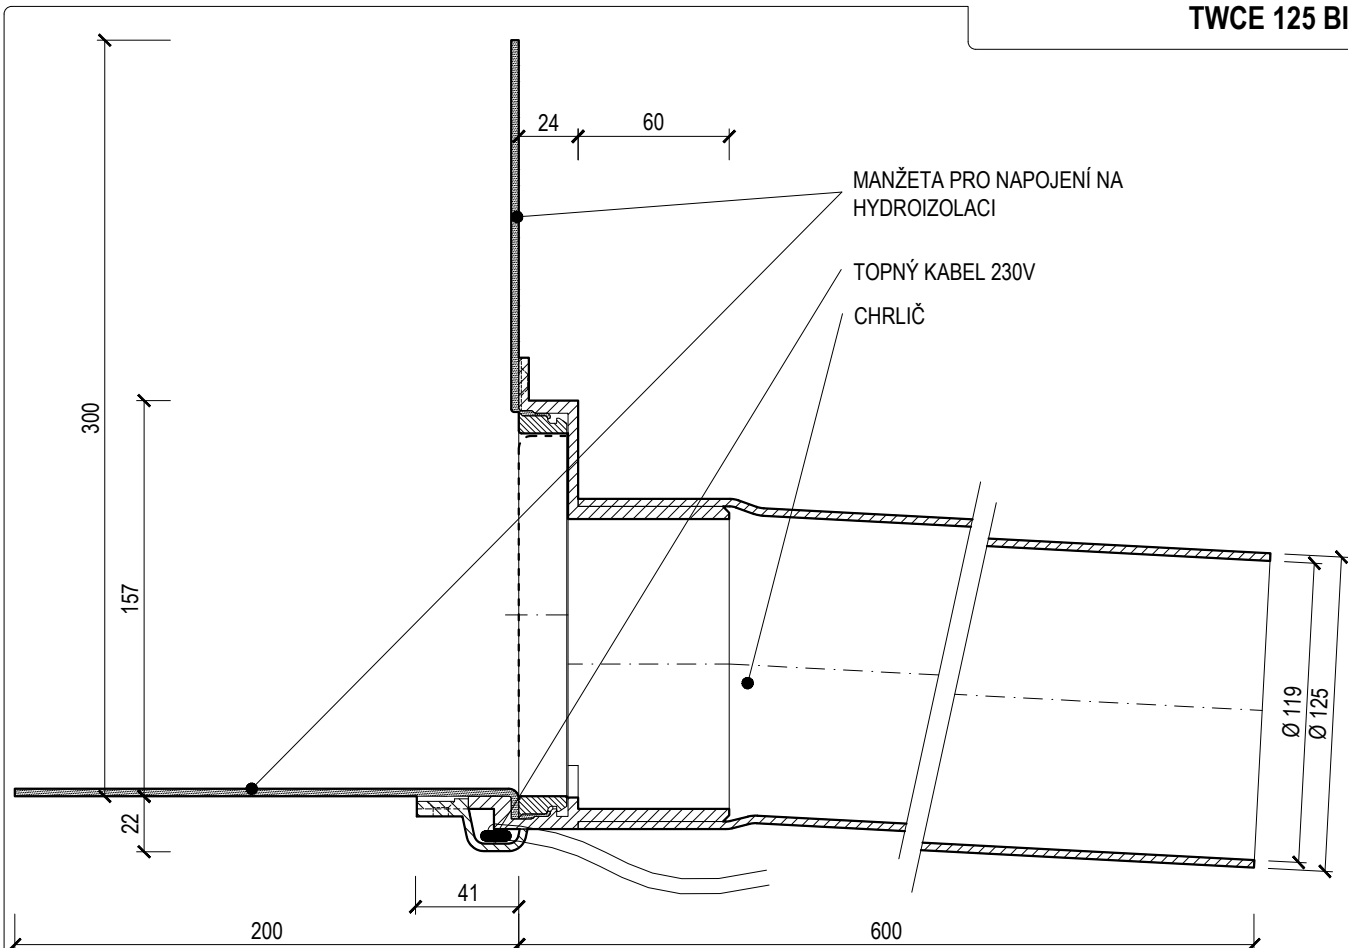 TWCE 125 BI
24
60
MANŽETA PRO NAPOJENÍ NA
HYDROIZOLACI
TOPNÝ KABEL 230V
CHRLIČ
300
157
22
Ø 119
Ø 125
41
200
600